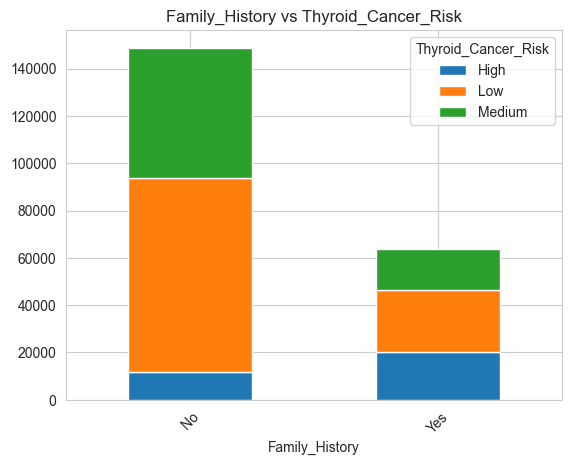 Family_History vs Thyroid_Cancer_Risk
Thyroid_Cancer_Risk
High
Low
Medium
140000
120000
100000
80000
60000
40000
20000
0
No
Yes
Family_History